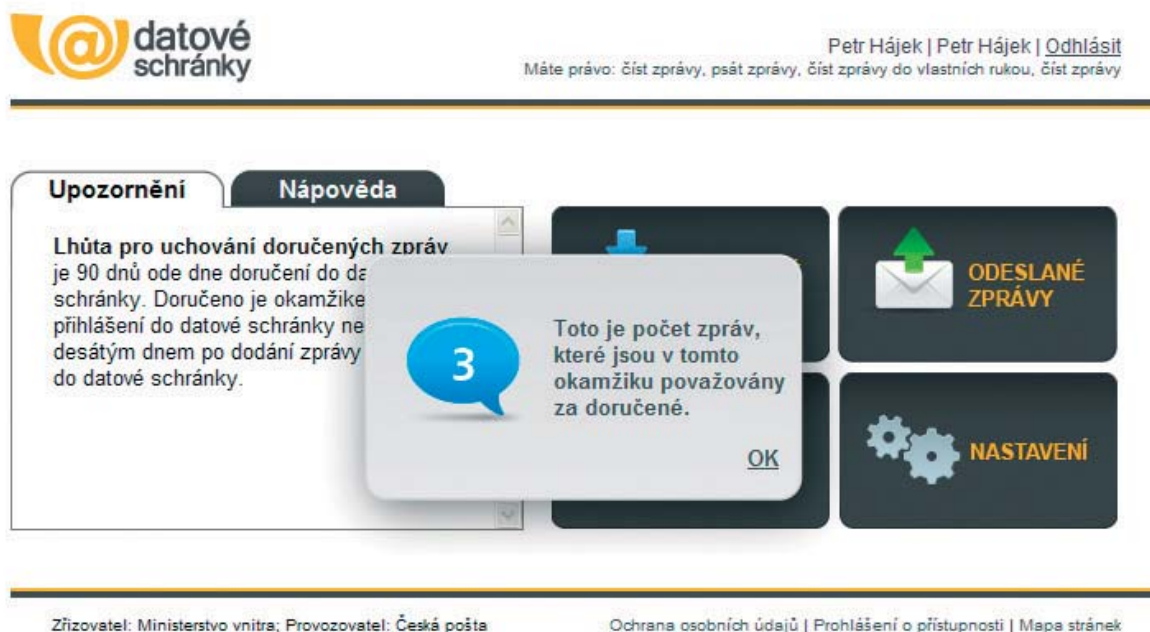 datové
schránky
Petr Hájek | Petr Hájek | Odhlásit
Máte právo: číst zprávy, psát zprávy, číst zprávy do vlastních rukou, číst zprávy
Upozornění
Nápověda
Lhůta pro uchování doručených zpráv
je 90 dnů ode dne doručení do
schránky. Doručeno je
přihlášení do datové schránky
desátým dnem po dodání zprávy
do datové schránky.
3
Toto je počet zpráv,
které jsou v tomto
okamžiku považovány
za doručené.
OK
ODESLANÉ
ZPRÁVY
NASTAVENÍ
Zřizovatel: Ministerstvo vnitra; Provozovatel: Česká pošta
Ochrana osobních údajů | Prohlášení o přístupnosti | Mapa stránek